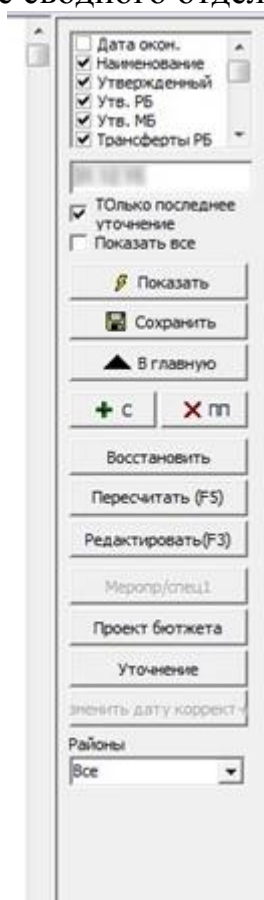 Дата окон.
Наименование
Утвержденный
Утв. РБ
Утв. МБ
Трансферты РБ
ТОлько последнее
уточнение
Показать все
Показать
Сохранить
В главную
С
ПП
Восстановить
Пересчитать (F5)
Редактировать(F3)
Меропр/спец1
Проект бютжета
Уточнение
дату коррект
Районы
Все